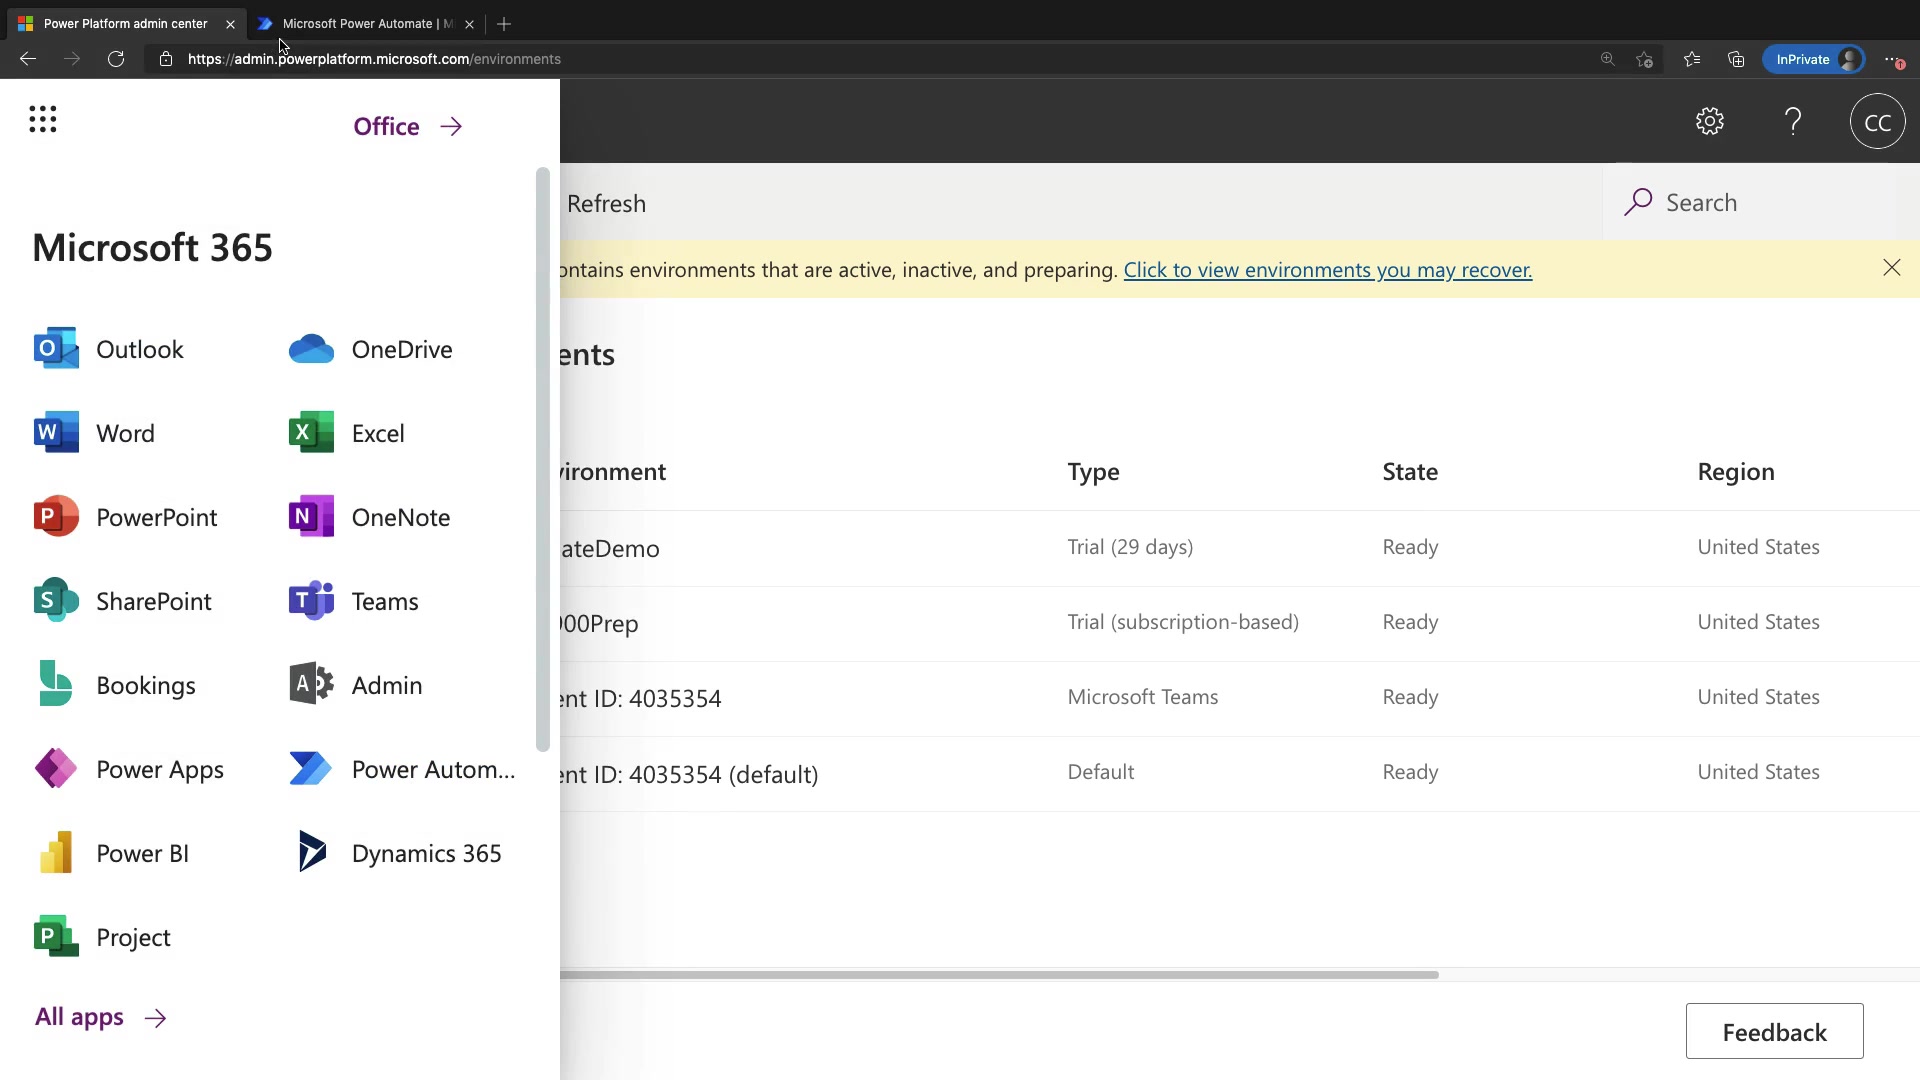 Power Platform admin center
Microsoft Power Automate | M
https://admin.powerplatform.microsoft.com/environments
InPrivate
Office
CC
Refresh
Search
Microsoft 365
ontains environments that are active, inactive, and preparing. Click to view environments you may recover.
Outlook
OneDrive
Word
Excel
PowerPoint
OneNote
SharePoint
Teams
Bookings
Admin
Power Apps
Power Autom...
Power BI
Dynamics 365
Project
All apps
ents
vironment Type State Region
ateDemo Trial (29 days) Ready United States
900Prep Trial (subscription-based) Ready United States
ent ID: 4035354 Microsoft Teams Ready United States
ent ID: 4035354 (default) Default Ready United States
Feedback